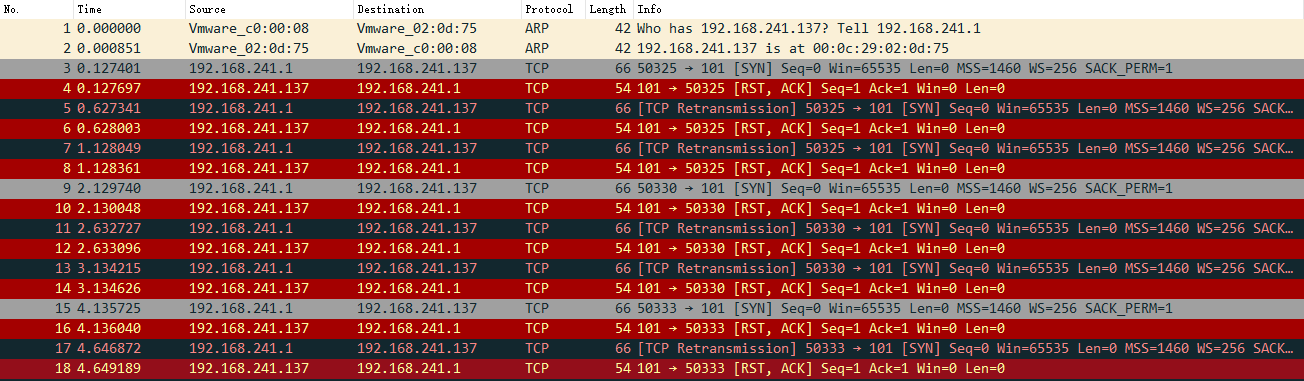 No. Time Source Destination Protocol Length Info
1 0.000000 Vmware_c0:00:08 Vmware_02:0d:75 ARP 42 Who has 192.168.241.137? Tell 192.168.241.1
2 0.000851 Vmware_02:0d:75 Vmware_c0:00:08 ARP 42 192.168.241.137 is at 00:0c:29:02:0d:75
3 0.127401 192.168.241.1 192.168.241.137 TCP 66 50325 → 101 [SYN] Seq=0 Win=65535 Len=0 MSS=1460 WS=256 SACK_PERM=1
4 0.127697 192.168.241.137 192.168.241.1 TCP 54 101 → 50325 [RST, ACK] Seq=1 Ack=1 Win=0 Len=0
5 0.627341 192.168.241.1 192.168.241.137 TCP 66 [TCP Retransmission] 50325 → 101 [SYN] Seq=0 Win=65535 Len=0 MSS=1460 WS=256 SACK…
6 0.628003 192.168.241.137 192.168.241.1 TCP 54 101 → 50325 [RST, ACK] Seq=1 Ack=1 Win=0 Len=0
7 1.128049 192.168.241.1 192.168.241.137 TCP 66 [TCP Retransmission] 50325 → 101 [SYN] Seq=0 Win=65535 Len=0 MSS=1460 WS=256 SACK…
8 1.128361 192.168.241.137 192.168.241.1 TCP 54 101 → 50325 [RST, ACK] Seq=1 Ack=1 Win=0 Len=0
9 2.129740 192.168.241.1 192.168.241.137 TCP 66 50330 → 101 [SYN] Seq=0 Win=65535 Len=0 MSS=1460 WS=256 SACK_PERM=1
10 2.130048 192.168.241.137 192.168.241.1 TCP 54 101 → 50330 [RST, ACK] Seq=1 Ack=1 Win=0 Len=0
11 2.632727 192.168.241.1 192.168.241.137 TCP 66 [TCP Retransmission] 50330 → 101 [SYN] Seq=0 Win=65535 Len=0 MSS=1460 WS=256 SACK…
12 2.633096 192.168.241.137 192.168.241.1 TCP 54 101 → 50330 [RST, ACK] Seq=1 Ack=1 Win=0 Len=0
13 3.134215 192.168.241.1 192.168.241.137 TCP 66 [TCP Retransmission] 50330 → 101 [SYN] Seq=0 Win=65535 Len=0 MSS=1460 WS=256 SACK…
14 3.134626 192.168.241.137 192.168.241.1 TCP 54 101 → 50330 [RST, ACK] Seq=1 Ack=1 Win=0 Len=0
15 4.135725 192.168.241.1 192.168.241.137 TCP 66 50333 → 101 [SYN] Seq=0 Win=65535 Len=0 MSS=1460 WS=256 SACK_PERM=1
16 4.136040 192.168.241.137 192.168.241.1 TCP 54 101 → 50333 [RST, ACK] Seq=1 Ack=1 Win=0 Len=0
17 4.646872 192.168.241.1 192.168.241.137 TCP 66 [TCP Retransmission] 50333 → 101 [SYN] Seq=0 Win=65535 Len=0 MSS=1460 WS=256 SACK…
18 4.649189 192.168.241.137 192.168.241.1 TCP 54 101 → 50333 [RST, ACK] Seq=1 Ack=1 Win=0 Len=0